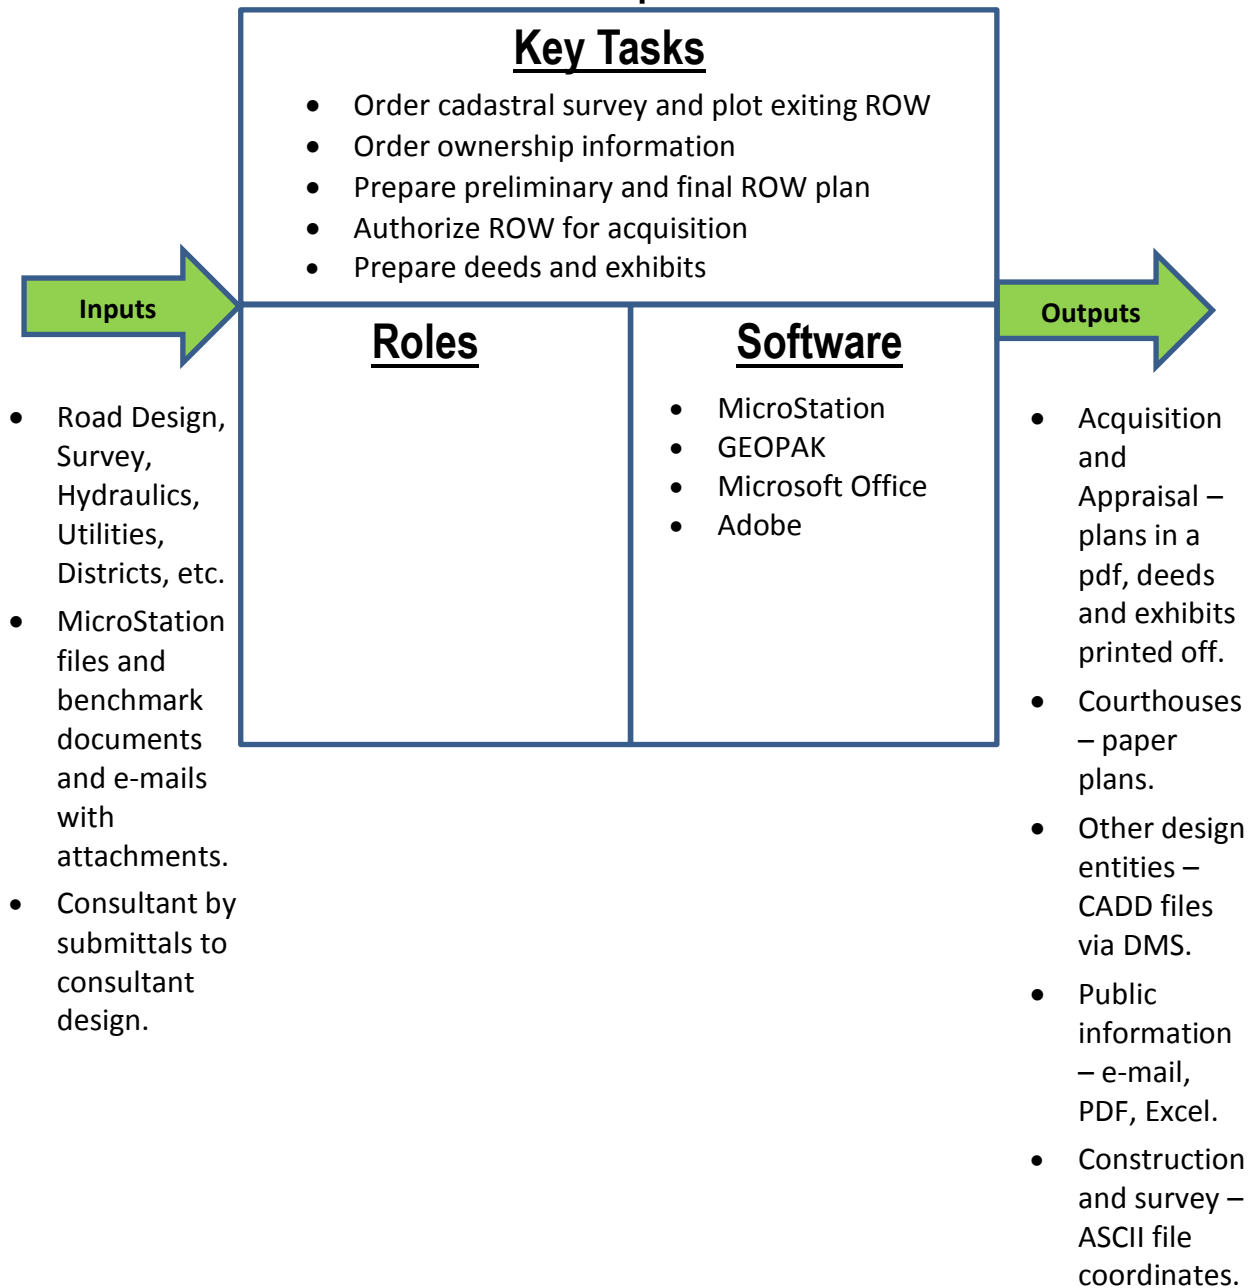 Key Tasks
• Order cadastral survey and plot exiting ROW
• Order ownership information
• Prepare preliminary and final ROW plan
• Authorize ROW for acquisition
• Prepare deeds and exhibits
Inputs
• Road Design,
Survey,
Hydraulics,
Utilities,
Districts, etc.
• MicroStation
files and
benchmark
documents
and e-mails
with
attachments.
• Consultant by
submittals to
consultant
design.
Roles
Software
• MicroStation
• GEOPAK
• Microsoft Office
• Adobe
Outputs
• Acquisition
and
Appraisal –
plans in a
pdf, deeds
and exhibits
printed off.
• Courthouses
– paper
plans.
• Other design
entities –
CADD files
via DMS.
• Public
information
– e-mail,
PDF, Excel.
• Construction
and survey –
ASCII file
coordinates.